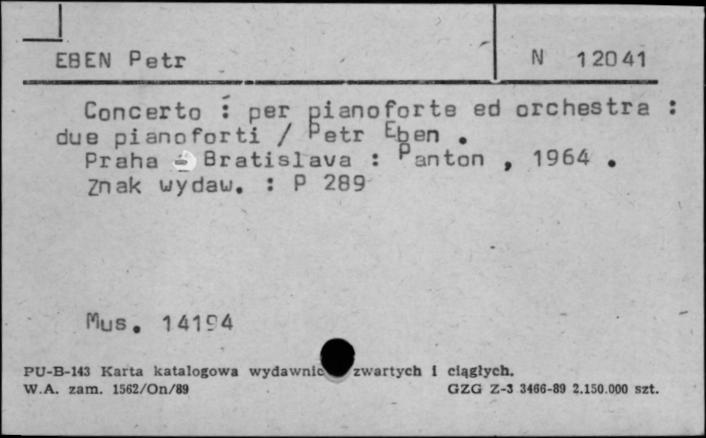 EBEN Petr
N 12041
Concerto : per pianoforte ed orchestra :
due pianoforti / Petr Eben .
Praha - Bratislava : Panton , 1964 .
Znak wydaw. : P 289
Mus. 14194
PU-B-143 Karta katalogowa wydawnic zwartych i ciągłych.
W.A. zam. 1562/On/89
GZG Z-3 3466-89 2.150.000 szt.